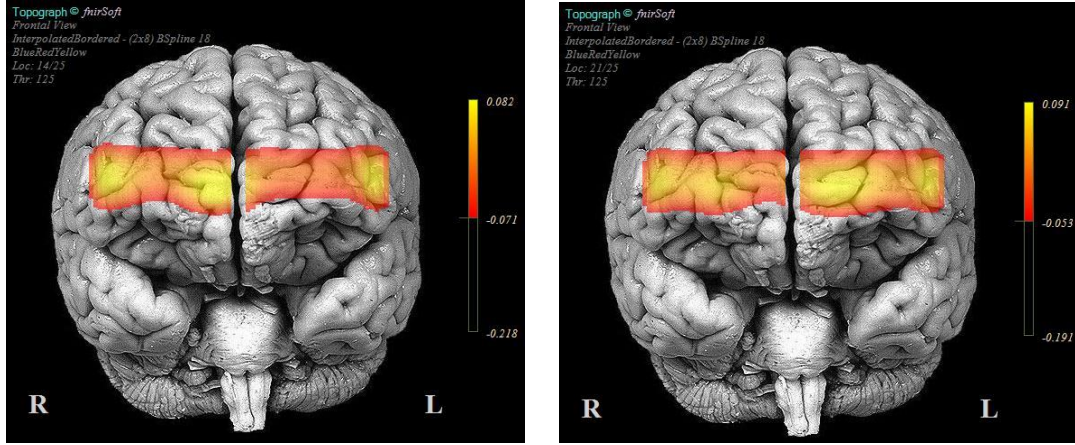 Topograph © fnirSoft
Frontal View
InterpolatedBordered - (2x8) BSpline 18
BlueRedYellow
Loc: 14/25
Thr: 125
0.082
-0.071
-0.218
R
L
Topograph © fnirSoft
Frontal View
InterpolatedBordered - (2x8) BSpline 18
BlueRedYellow
Loc: 21/25
Thr: 125
0.091
-0.053
-0.191
R
L